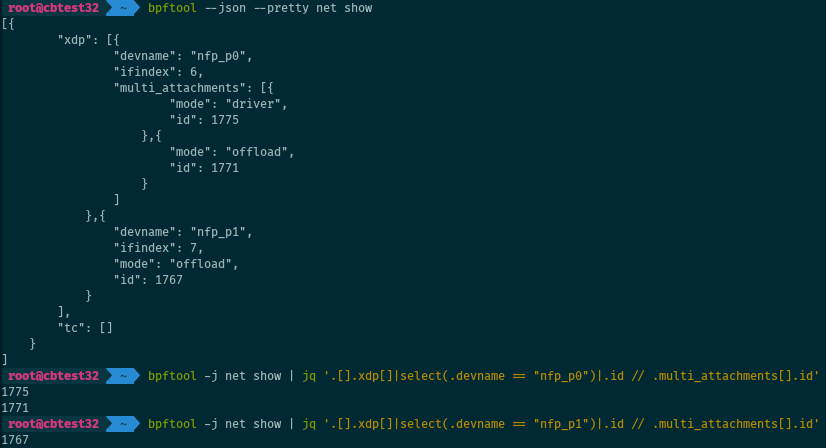 root@cbtest32 ~ bpftool --json --pretty net show
[{
        "xdp": [{
                "devname": "nfp_p0",
                "ifindex": 6,
                "multi_attachments": [{
                        "mode": "driver",
                        "id": 1775
                    },{
                        "mode": "offload",
                        "id": 1771
                    }
                ]
            },{
                "devname": "nfp_p1",
                "ifindex": 7,
                "mode": "offload",
                "id": 1767
            }
        ],
        "tc": []
    }
]
root@cbtest32 ~ bpftool -j net show | jq '.[].xdp[]|select(.devname == "nfp_p0")|.id // .multi_attachments[].id'
1775
1771
root@cbtest32 ~ bpftool -j net show | jq '.[].xdp[]|select(.devname == "nfp_p1")|.id // .multi_attachments[].id'
1767